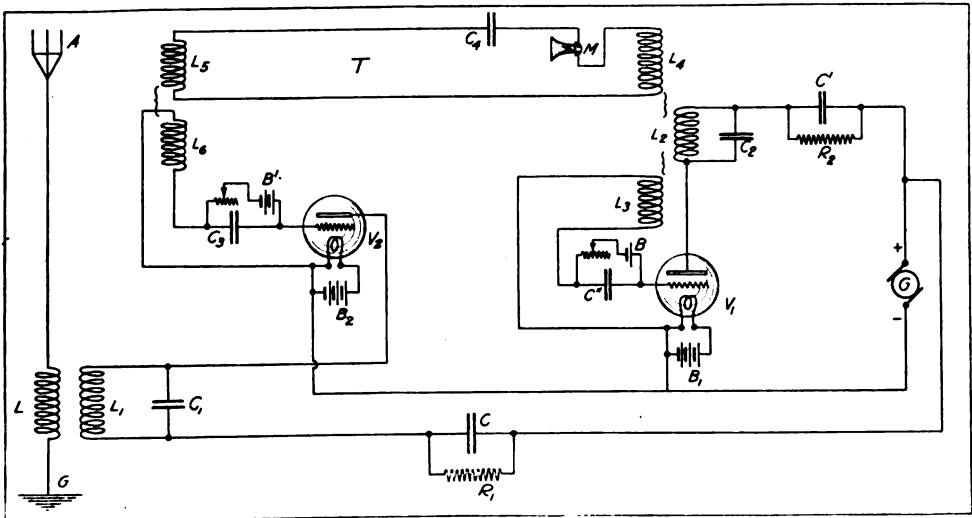 A
L₅
T
C₄
M
L₄
L₆
L₂
C₂
C'
R₂
B'
C₃
V₂
B₂
L₃
B
C"
V₁
B₁
+
G
-
L
L₁
C₁
C
R₁
G